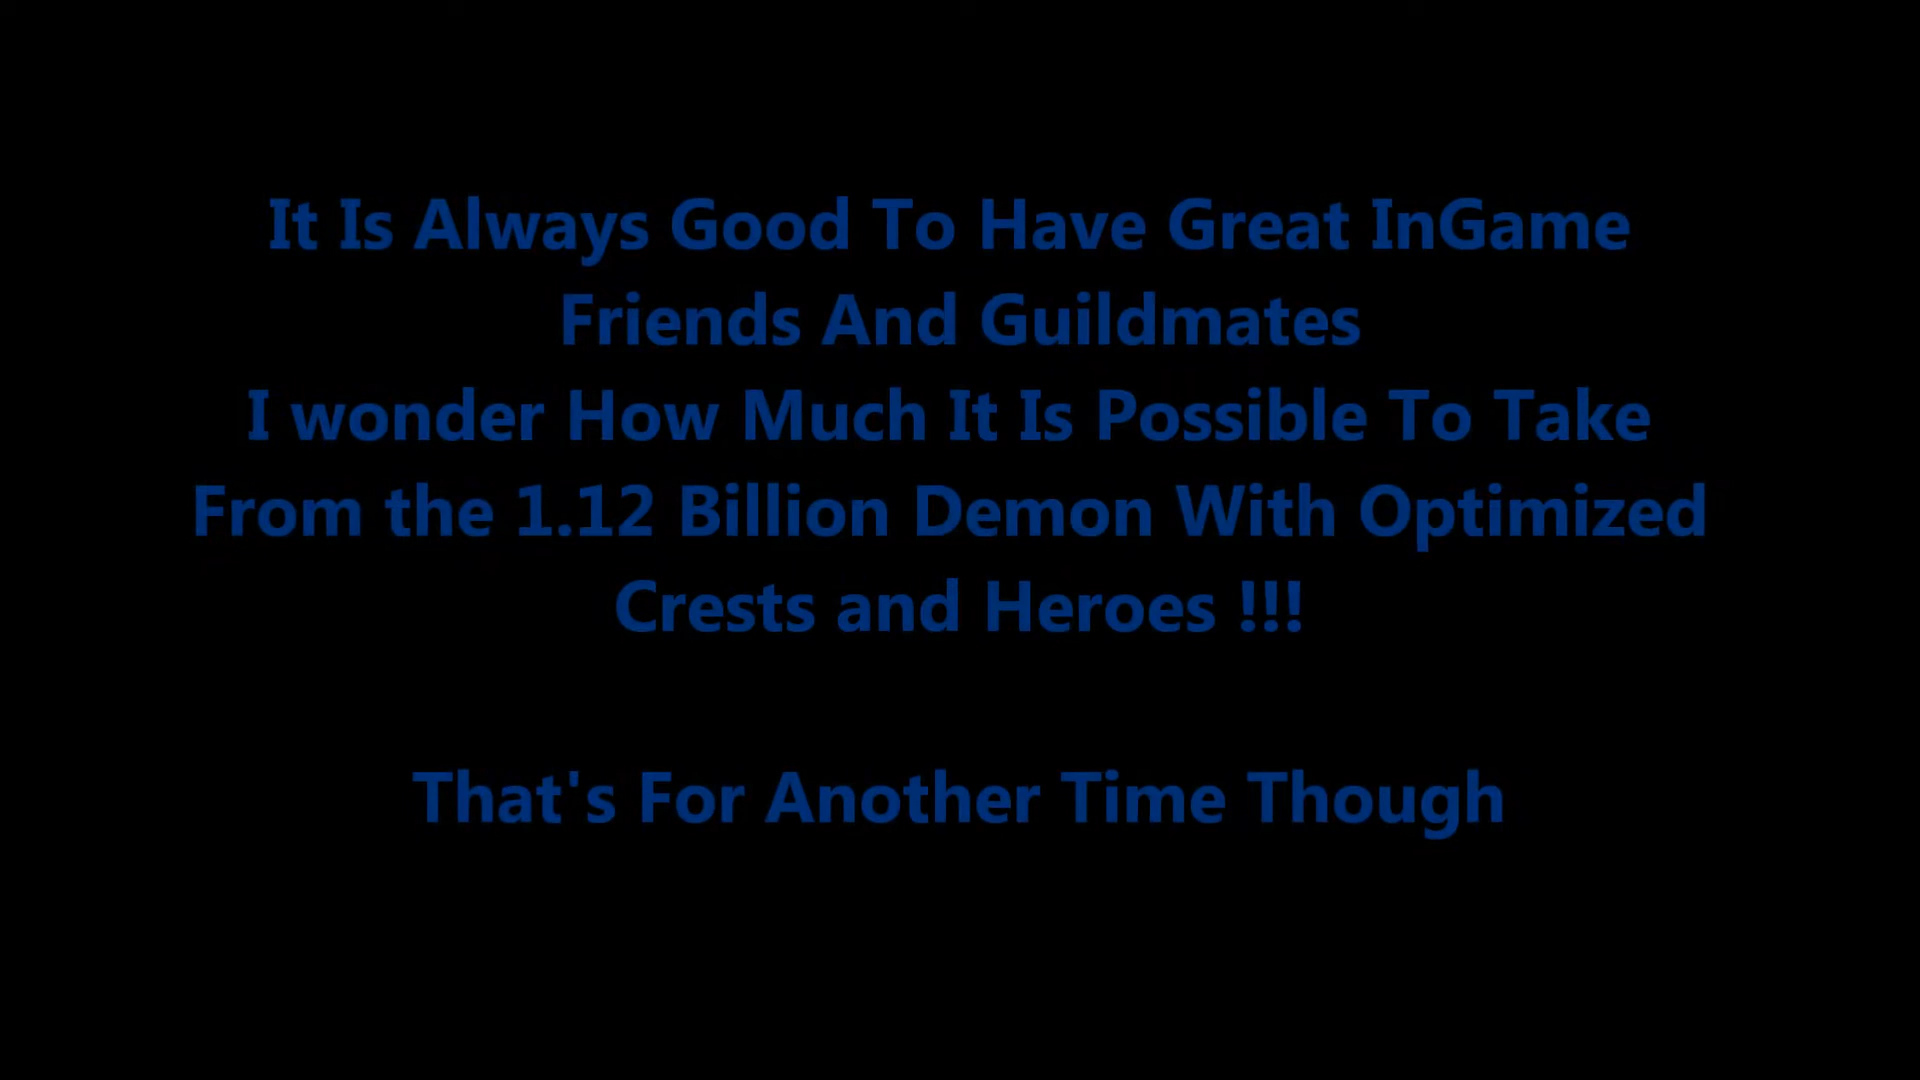 It Is Always Good To Have Great InGame
Friends And Guildmates
I wonder How Much It Is Possible To Take
From the 1.12 Billion Demon With Optimized
Crests and Heroes !!!
That's For Another Time Though